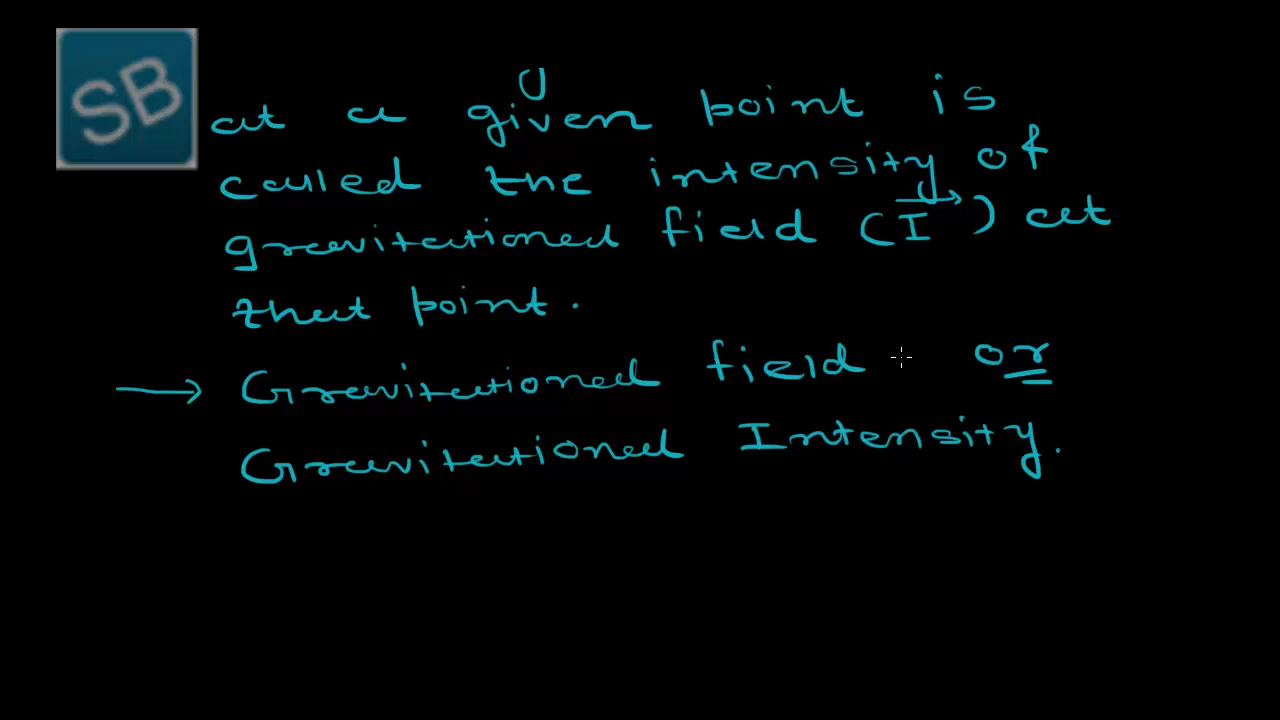 SB
at a given point is
called the intensity of
gravitational field (I→) at
that point.
→ Gravitational field or
Gravitational Intensity.